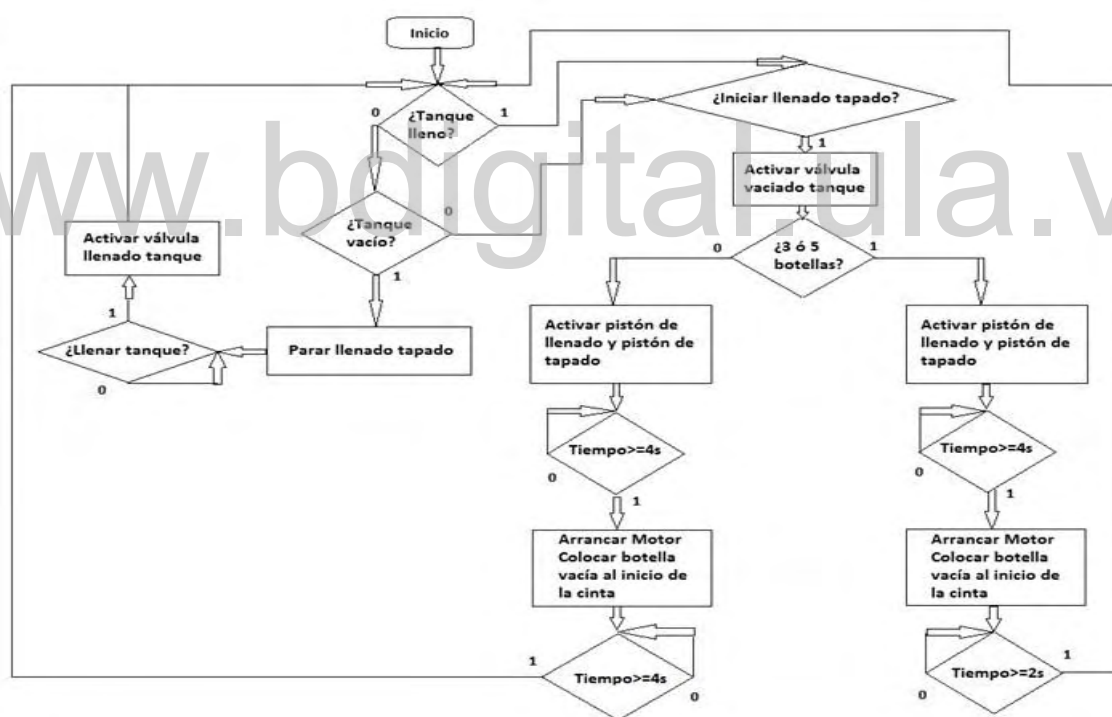 Inicio
¿Tanque
lleno?
0
1
¿Iniciar llenado tapado?
1
Activar válvula
vaciado tanque
www.bdigital.ula.v
¿Tanque
vacío?
0
1
¿3 ó 5
botellas?
0
1
Activar válvula
llenado tanque
1
¿Llenar tanque?
0
Parar llenado tapado
Activar pistón de
llenado y pistón de
tapado
Tiempo>=4s
0
1
Arrancar Motor
Colocar botella
vacía al inicio de
la cinta
Tiempo>=4s
1
0
Activar pistón de
llenado y pistón de
tapado
Tiempo>=4s
0
1
Arrancar Motor
Colocar botella
vacía al inicio de
la cinta
Tiempo>=2s
1
0